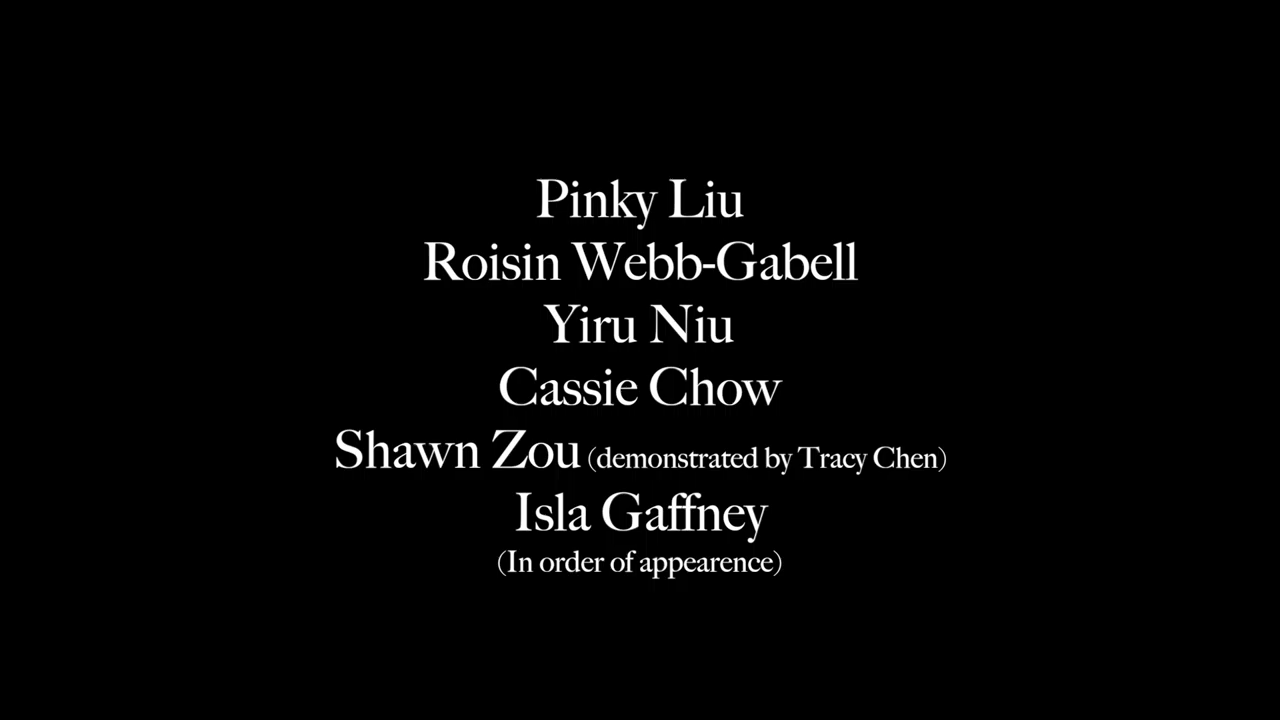 Pinky Liu
Roisin Webb-Gabell
Yiru Niu
Cassie Chow
Shawn Zou (demonstrated by Tracy Chen)
Isla Gaffney
(In order of appearence)